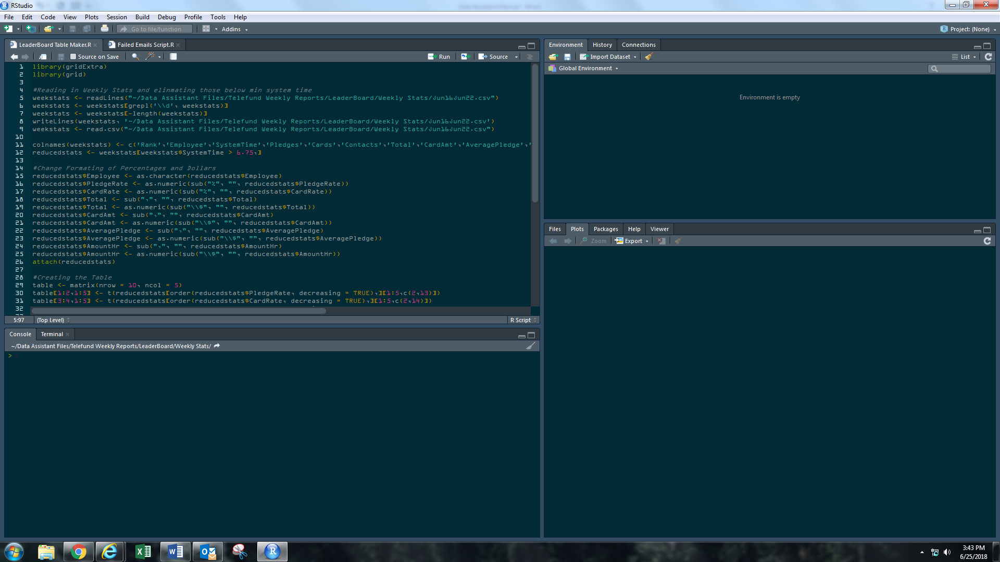 RStudio
File Edit Code View Plots Session Build Debug Profile Tools Help
Go to file/function Addins Project: (None)
LeaderBoard Table Maker.R Failed Emails Script.R
Source on Save Run Source
1 library(gridExtra)
2 library(grid)
3
4 #Reading in Weekly Stats and elinmating those below min system time
5 weekstats <- readLines("~/Data Assistant Files/Telefund Weekly Reports/LeaderBoard/Weekly Stats/Jun16Jun22.csv")
6 weekstats <- weekstats[grepl('\\d', weekstats)]
7 weekstats <- weekstats[-length(weekstats)]
8 writeLines(weekstats, '~/Data Assistant Files/Telefund Weekly Reports/LeaderBoard/Weekly Stats/Jun16Jun22.csv')
9 weekstats <- read.csv("~/Data Assistant Files/Telefund Weekly Reports/LeaderBoard/Weekly Stats/Jun16Jun22.csv")
10
11 colnames(weekstats) <- c('Rank','Employee','SystemTime','Pledges','Cards','Contacts','Total','CardAmt','AveragePledge','
12 reducedstats <- weekstats[weekstats$SystemTime > 6.75,]
13
14 #Change Formating of Percentages and Dollars
15 reducedstats$Employee <- as.character(reducedstats$Employee)
16 reducedstats$PledgeRate <- as.numeric(sub("%", "", reducedstats$PledgeRate))
17 reducedstats$CardRate <- as.numeric(sub("%", "", reducedstats$CardRate))
18 reducedstats$Total <- sub(",", "", reducedstats$Total)
19 reducedstats$Total <- as.numeric(sub("\\$", "", reducedstats$Total))
20 reducedstats$CardAmt <- sub(",", "", reducedstats$CardAmt)
21 reducedstats$CardAmt <- as.numeric(sub("\\$", "", reducedstats$CardAmt))
22 reducedstats$AveragePledge <- sub(",", "", reducedstats$AveragePledge)
23 reducedstats$AveragePledge <- as.numeric(sub("\\$", "", reducedstats$AveragePledge))
24 reducedstats$AmountHr <- sub(",", "", reducedstats$AmountHr)
25 reducedstats$AmountHr <- as.numeric(sub("\\$", "", reducedstats$AmountHr))
26 attach(reducedstats)
27
28 #Creating the Table
29 table <- matrix(nrow = 10, ncol = 5)
30 table[1:2,1:5] <- t(reducedstats[order(reducedstats$PledgeRate, decreasing = TRUE),][1:5,c(2,13)])
31 table[3:4,1:5] <- t(reducedstats[order(reducedstats$CardRate, decreasing = TRUE),][1:5,c(2,14)])
32
5:97 (Top Level) R Script
Console Terminal
~/Data Assistant Files/Telefund Weekly Reports/LeaderBoard/Weekly Stats/
>
Environment History Connections
Import Dataset List
Global Environment
Environment is empty
Files Plots Packages Help Viewer
Zoom Export
3:43 PM
6/25/2018